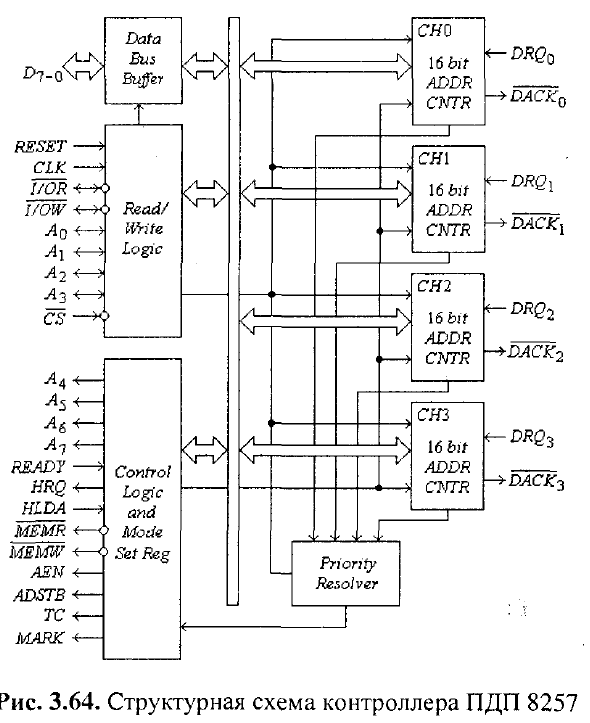 Data
Bus
Buffer
D7-0
RESET
CLK
I/OR
I/OW
A0
A1
A2
A3
CS
Read/
Write
Logic
A4
A5
A6
A7
READY
HRQ
HLDA
MEMR
MEMW
AEN
ADSTB
TC
MARK
Control
Logic
and
Mode
Set Reg
CH0
16 bit
ADDR
CNTR
DRQ0
DACK0
CH1
16 bit
ADDR
CNTR
DRQ1
DACK1
CH2
16 bit
ADDR
CNTR
DRQ2
DACK2
CH3
16 bit
ADDR
CNTR
DRQ3
DACK3
Priority
Resolver
Рис. 3.64. Структурная схема контроллера ПДП 8257